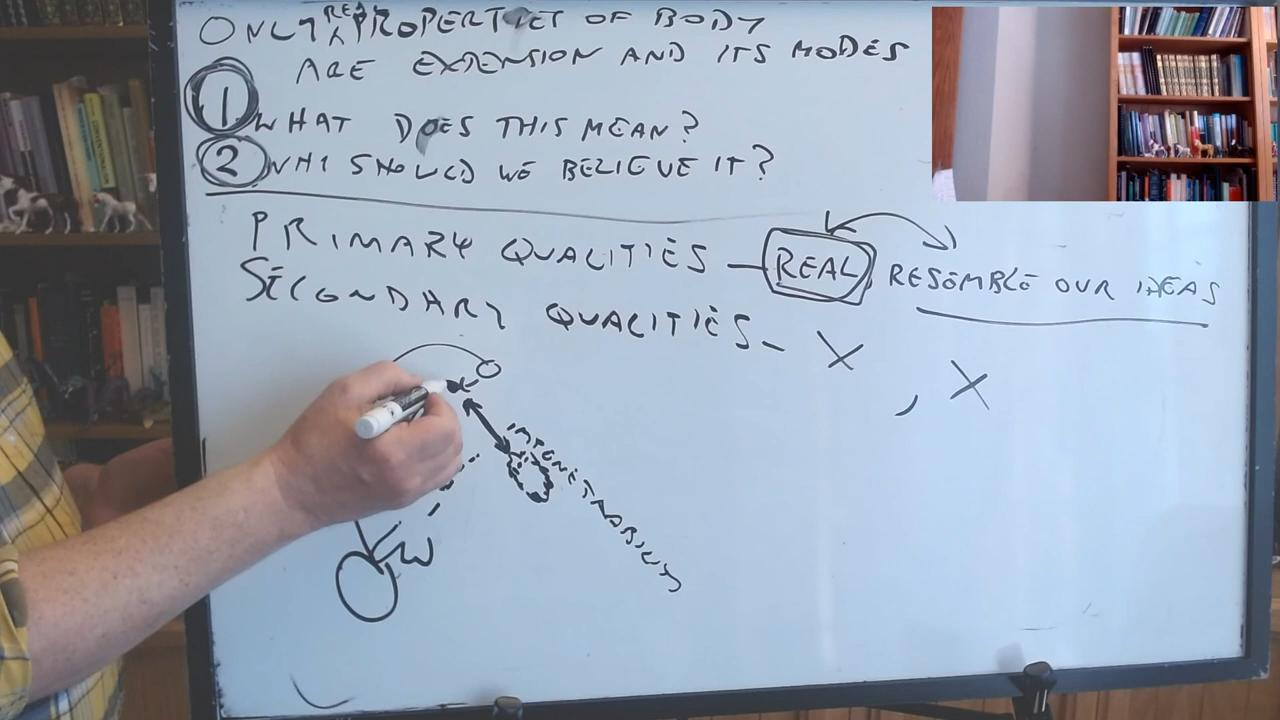 ONLY REAL PROPERTIES OF BODY
ARE EXTENSION AND ITS MODES
1 WHAT DOES THIS MEAN?
2 WHY SHOULD WE BELIEVE IT?
PRIMARY QUALITIES — REAL RESEMBLE OUR IDEAS
SECONDARY QUALITIES - X , X
IMPENETRABILITY